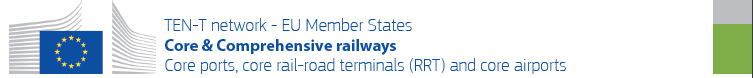 TEN-T network - EU Member States
Core & Comprehensive railways
Core ports, core rail-road terminals (RRT) and core airports